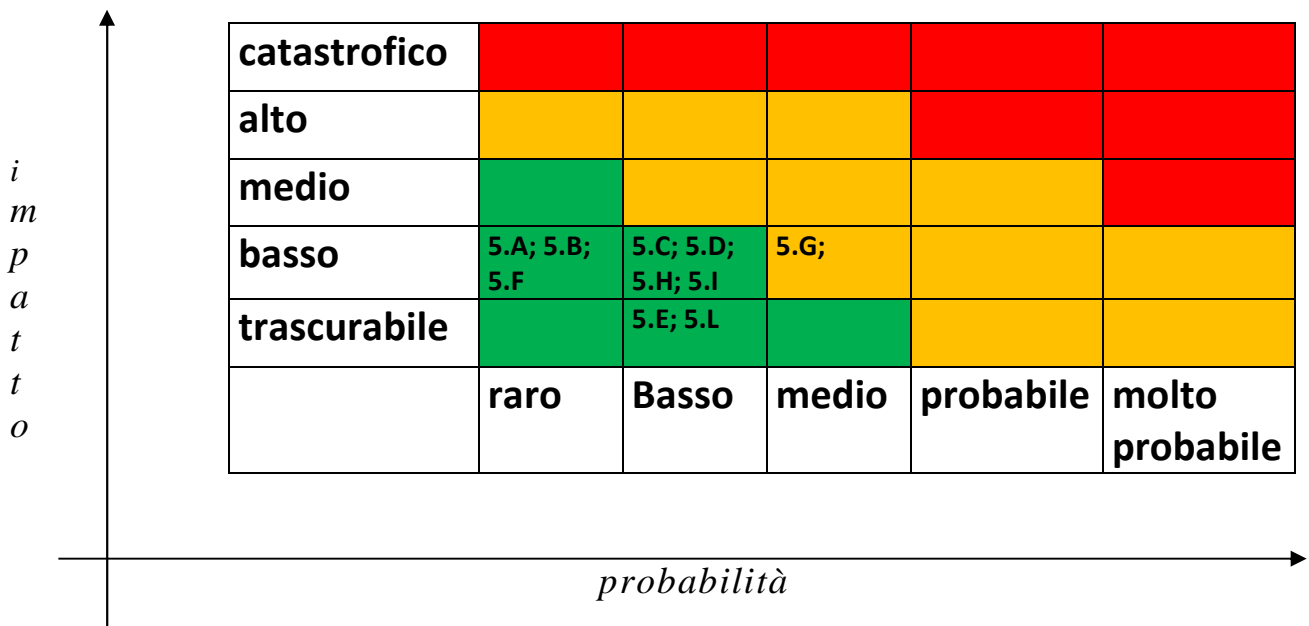 catastrofico
alto
medio
basso
5.A; 5.B;
5.F
5.C; 5.D;
5.H; 5.I
5.G;
trascurabile
5.E; 5.L
raro
Basso
medio
probabile
molto
probabile
i
m
p
a
t
t
o
probabilità